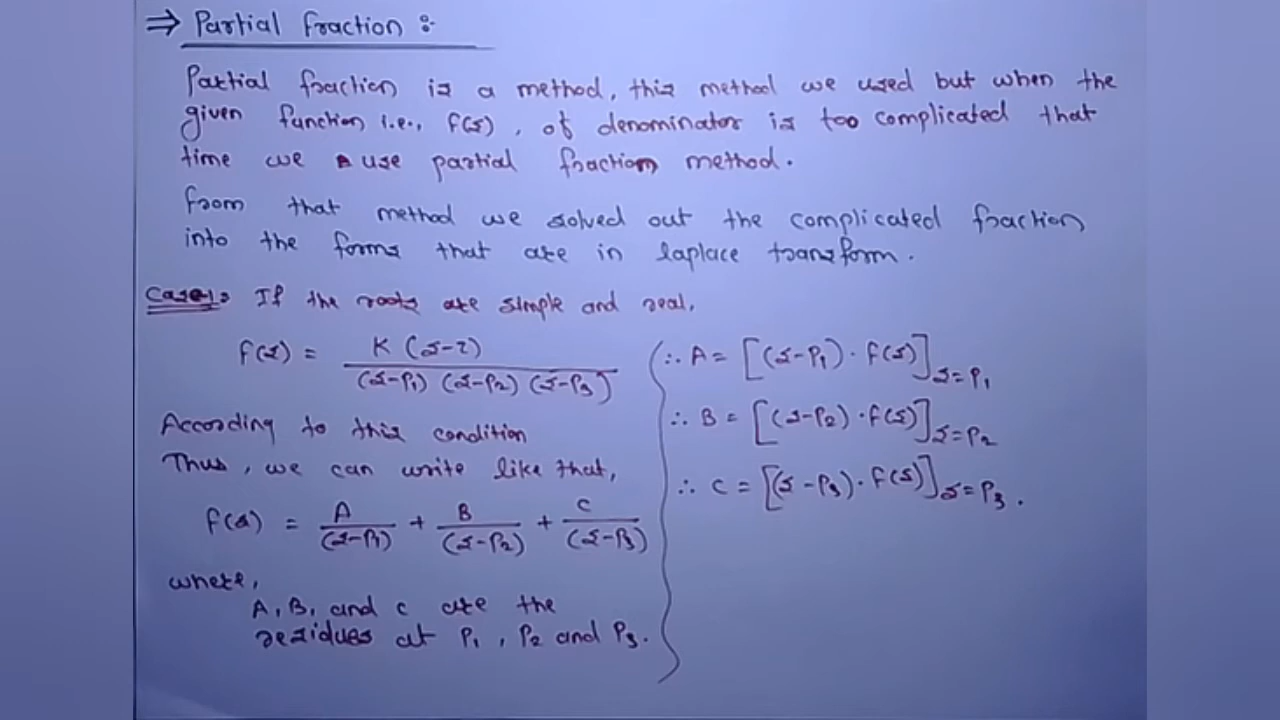 ⇒ Partial fraction :-
Partial fraction is a method, this method we used but when the
given function i.e., F(s), of denominator is too complicated that
time we use partial fraction method.
from that method we solved out the complicated fraction
into the forms that are in laplace transform.
Case1: If the roots are simple and real,
F(s) = K (s-z) / (s-P1) (s-P2) (s-P3)
According to this condition
Thus, we can write like that,
F(s) = A/(s-P1) + B/(s-P2) + C/(s-P3)
where,
A, B, and C are the
residues at P1, P2 and P3.
∴ A = [(s-P1) · F(s)] s=P1
∴ B = [(s-P2) · F(s)] s=P2
∴ C = [(s-P3) · F(s)] s=P3.